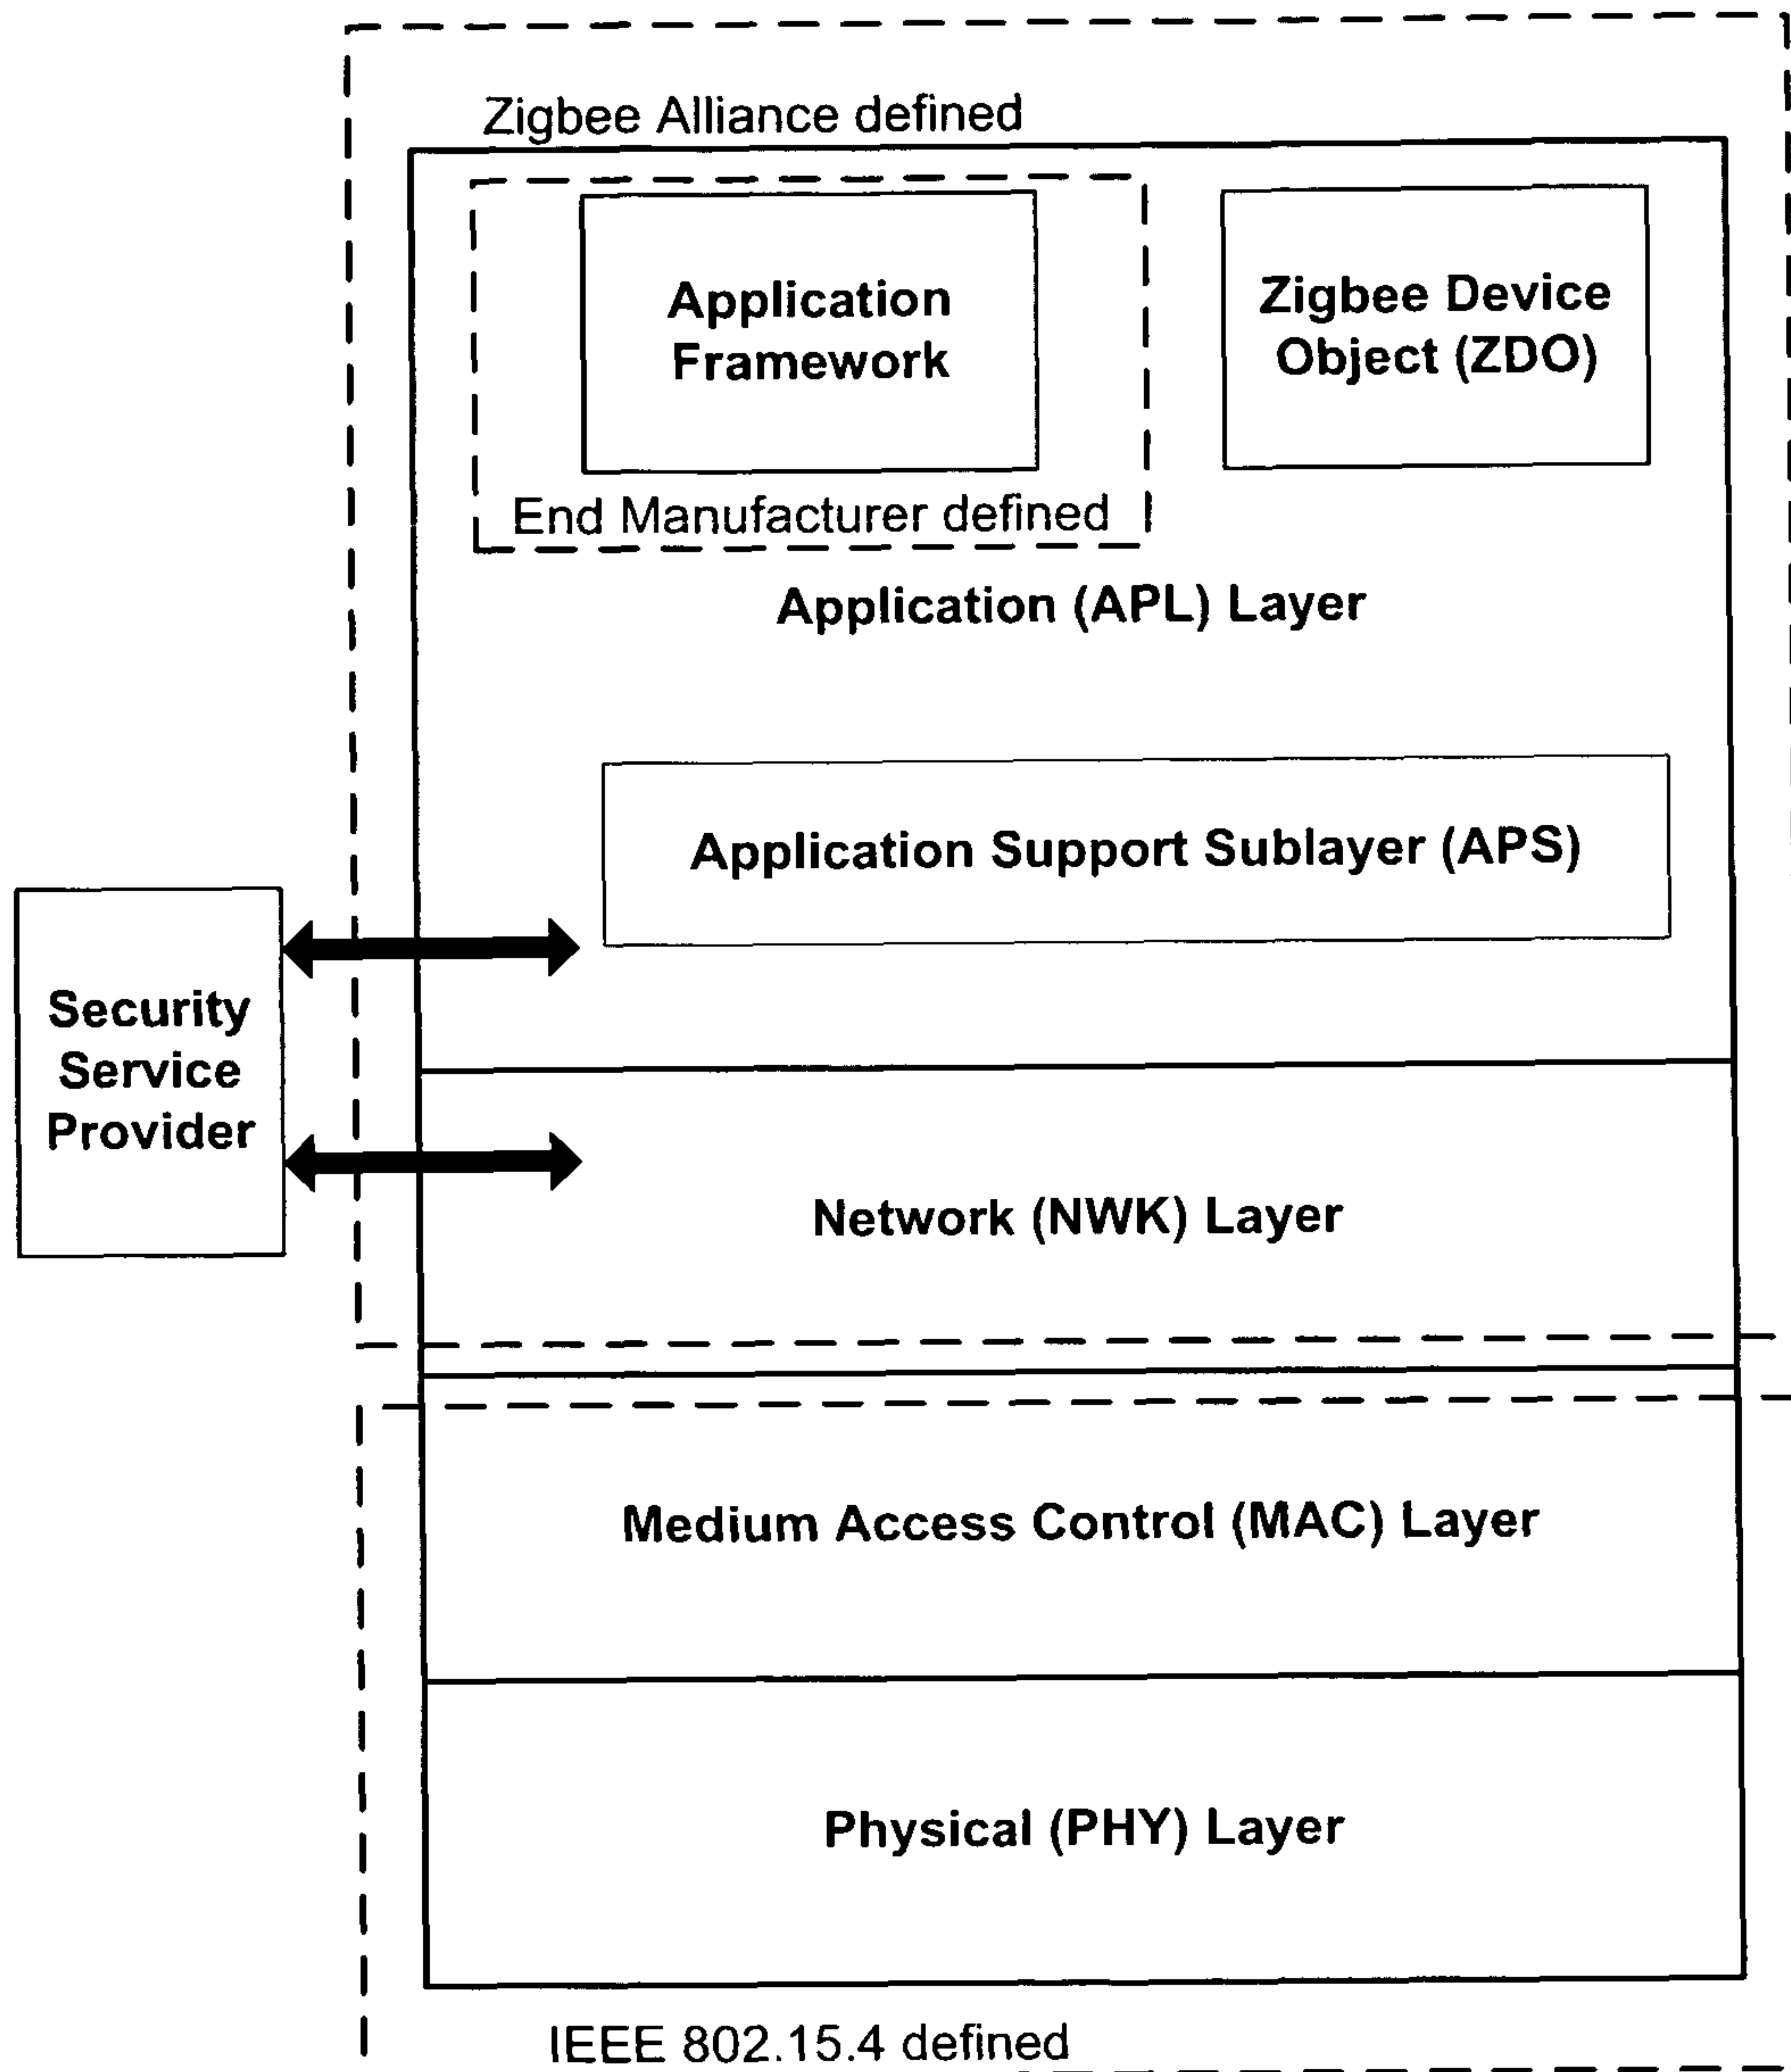 Zigbee Alliance defined
Application
Framework
Zigbee Device
Object (ZDO)
End Manufacturer defined
Application (APL) Layer
Application Support Sublayer (APS)
Security
Service
Provider
Network (NWK) Layer
Medium Access Control (MAC) Layer
Physical (PHY) Layer
IEEE 802.15.4 defined